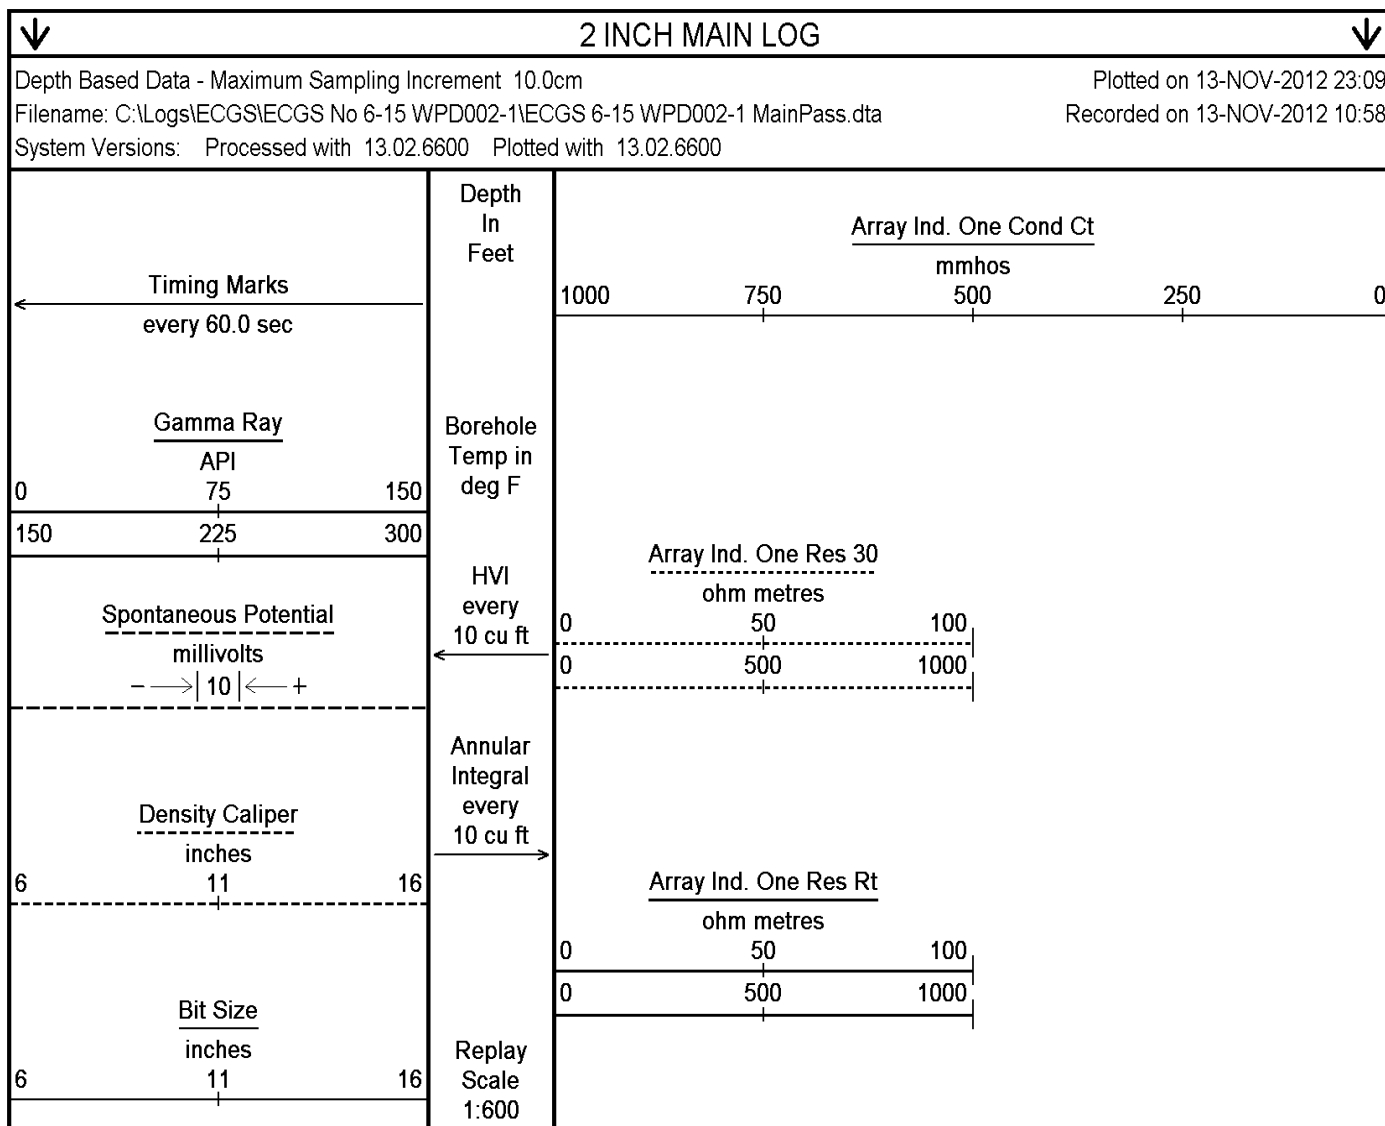 2 INCH MAIN LOG
Depth Based Data - Maximum Sampling Increment 10.0cm
Plotted on 13-NOV-2012 23:09
Filename: C:\Logs\ECGS\ECGS No 6-15 WPD002-1\ECGS 6-15 WPD002-1 MainPass.dta
Recorded on 13-NOV-2012 10:58
System Versions: Processed with 13.02.6600 Plotted with 13.02.6600
Timing Marks
every 60.0 sec
Gamma Ray
API
0 75 150
150 225 300
Spontaneous Potential
millivolts
- 10 +
Density Caliper
inches
6 11 16
Bit Size
inches
6 11 16
Depth
In
Feet
Borehole
Temp in
deg F
HVI
every
10 cu ft
Annular
Integral
every
10 cu ft
Replay
Scale
1:600
Array Ind. One Cond Ct
mmhos
1000 750 500 250 0
Array Ind. One Res 30
ohm metres
0 50 100
0 500 1000
Array Ind. One Res Rt
ohm metres
0 50 100
0 500 1000